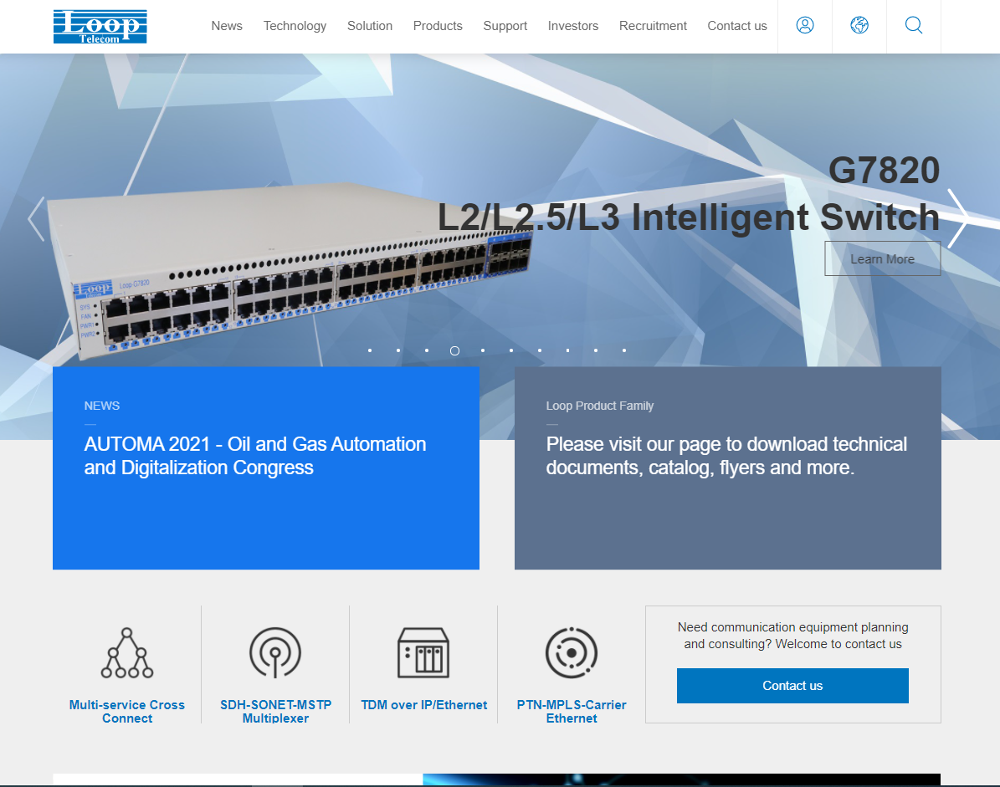 Loop
Telecom
News Technology Solution Products Support Investors Recruitment Contact us
G7820
L2/L2.5/L3 Intelligent Switch
Learn More
Loop
Telecom
Loop G7820
SYS
FAN
PWR1
PWR2
NEWS
AUTOMA 2021 - Oil and Gas Automation
and Digitalization Congress
Loop Product Family
Please visit our page to download technical
documents, catalog, flyers and more.
Multi-service Cross
Connect
SDH-SONET-MSTP
Multiplexer
TDM over IP/Ethernet
PTN-MPLS-Carrier
Ethernet
Need communication equipment planning
and consulting? Welcome to contact us
Contact us